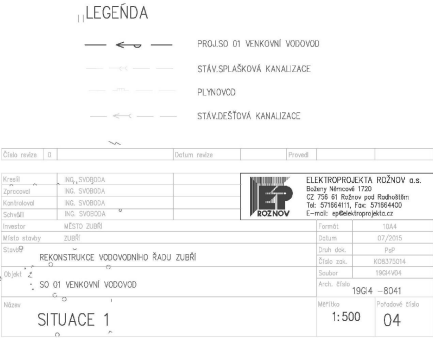 LEGEŇDA
PROJ.SO 01 VENKOVNÍ VODOVOD
STÁV.SPLAŠKOVÁ KANALIZACE
PLYNOVOD
STÁV.DEŠŤOVÁ KANALIZACE
Číslo revize 0 Datum revize Provedl
Kreslil ING. SVOBODA
Zpracoval ING. SVOBODA
Kontroloval ING. SVOBODA
Schválil ING. SVOBODA
EP
ROŽNOV
ELEKTROPROJEKTA ROŽNOV a.s.
Boženy Němcové 1720
CZ 756 61 Rožnov pod Radhoštěm
Tel: 571664111, Fax: 571664400
E-mail: ep@elektroprojekta.cz
Investor MĚSTO ZUBŘÍ
Místo stavby ZUBŘÍ
Stavba
REKONSTRUKCE VODOVODNÍHO ŘADU ZUBŘÍ
Objekt
SO 01 VENKOVNÍ VODOVOD
Formát 10A4
Datum 07/2015
Druh dok. PsP
Číslo zak. K08375014
Soubor 19GI4V04
Arch. číslo
19GI4 -8041
Název
SITUACE 1
Měřítko
1:500
Pořadové číslo
04